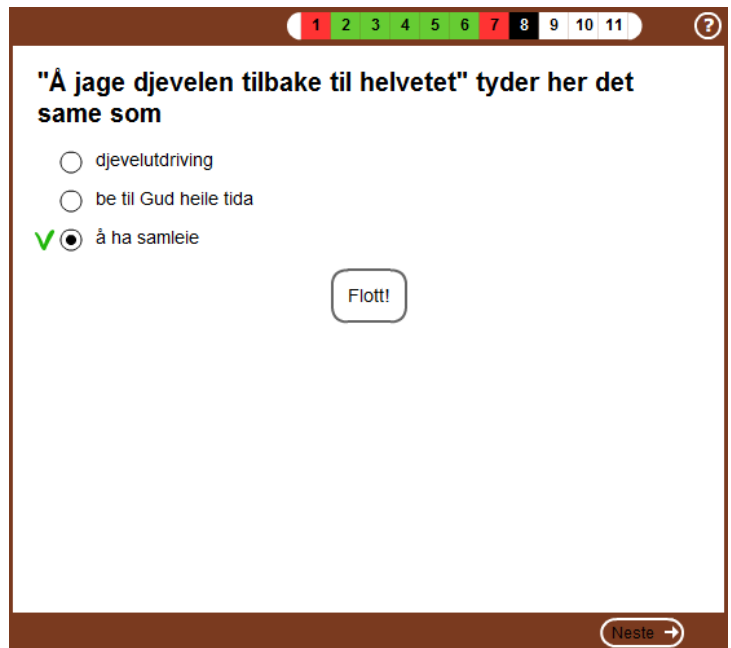 1 2 3 4 5 6 7 8 9 10 11 ?
"Å jage djevelen tilbake til helvetet" tyder her det
same som
djevelutdriving
be til Gud heile tida
å ha samleie
Flott!
Neste